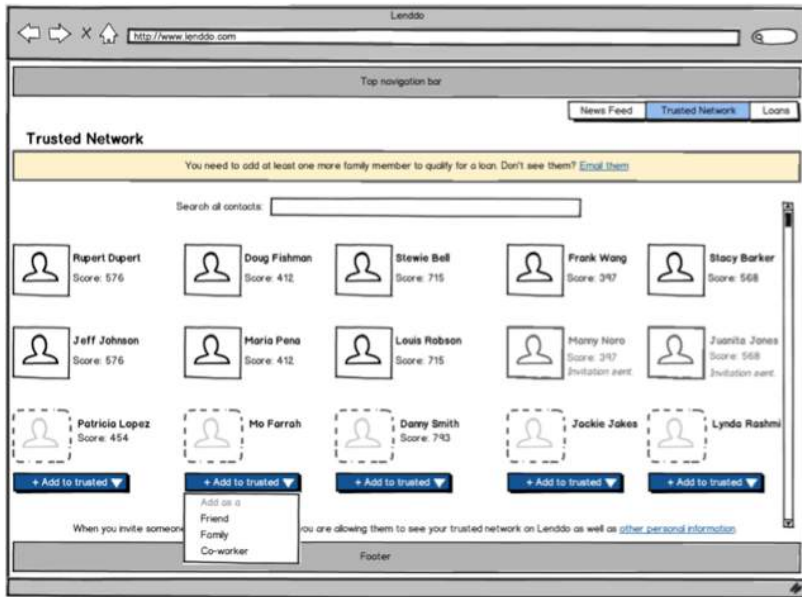 Lenddo
http://www.lenddo.com
Top navigation bar
News Feed Trusted Network Loans
Trusted Network
You need to add at least one more family member to qualify for a loan. Don't see them? Email them
Search all contacts:
Rupert Dupert Doug Fishman Stewie Bell Frank Wang Stacy Barker
Score: 576 Score: 412 Score: 715 Score: 397 Score: 568
Jeff Johnson Maria Pena Louis Robson Manny Noro Juanita Jones
Score: 576 Score: 412 Score: 715 Score: 397 Score: 568
Invitation sent Invitation sent
Patricia Lopez Mo Farrah Danny Smith Jackie Jakes Lynda Rashmi
Score: 454 Score: 793
+ Add to trusted + Add to trusted + Add to trusted + Add to trusted + Add to trusted
Add as a
Friend
When you invite someone you are allowing them to see your trusted network on Lenddo as well as other personal information.
Family
Co-worker
Footer